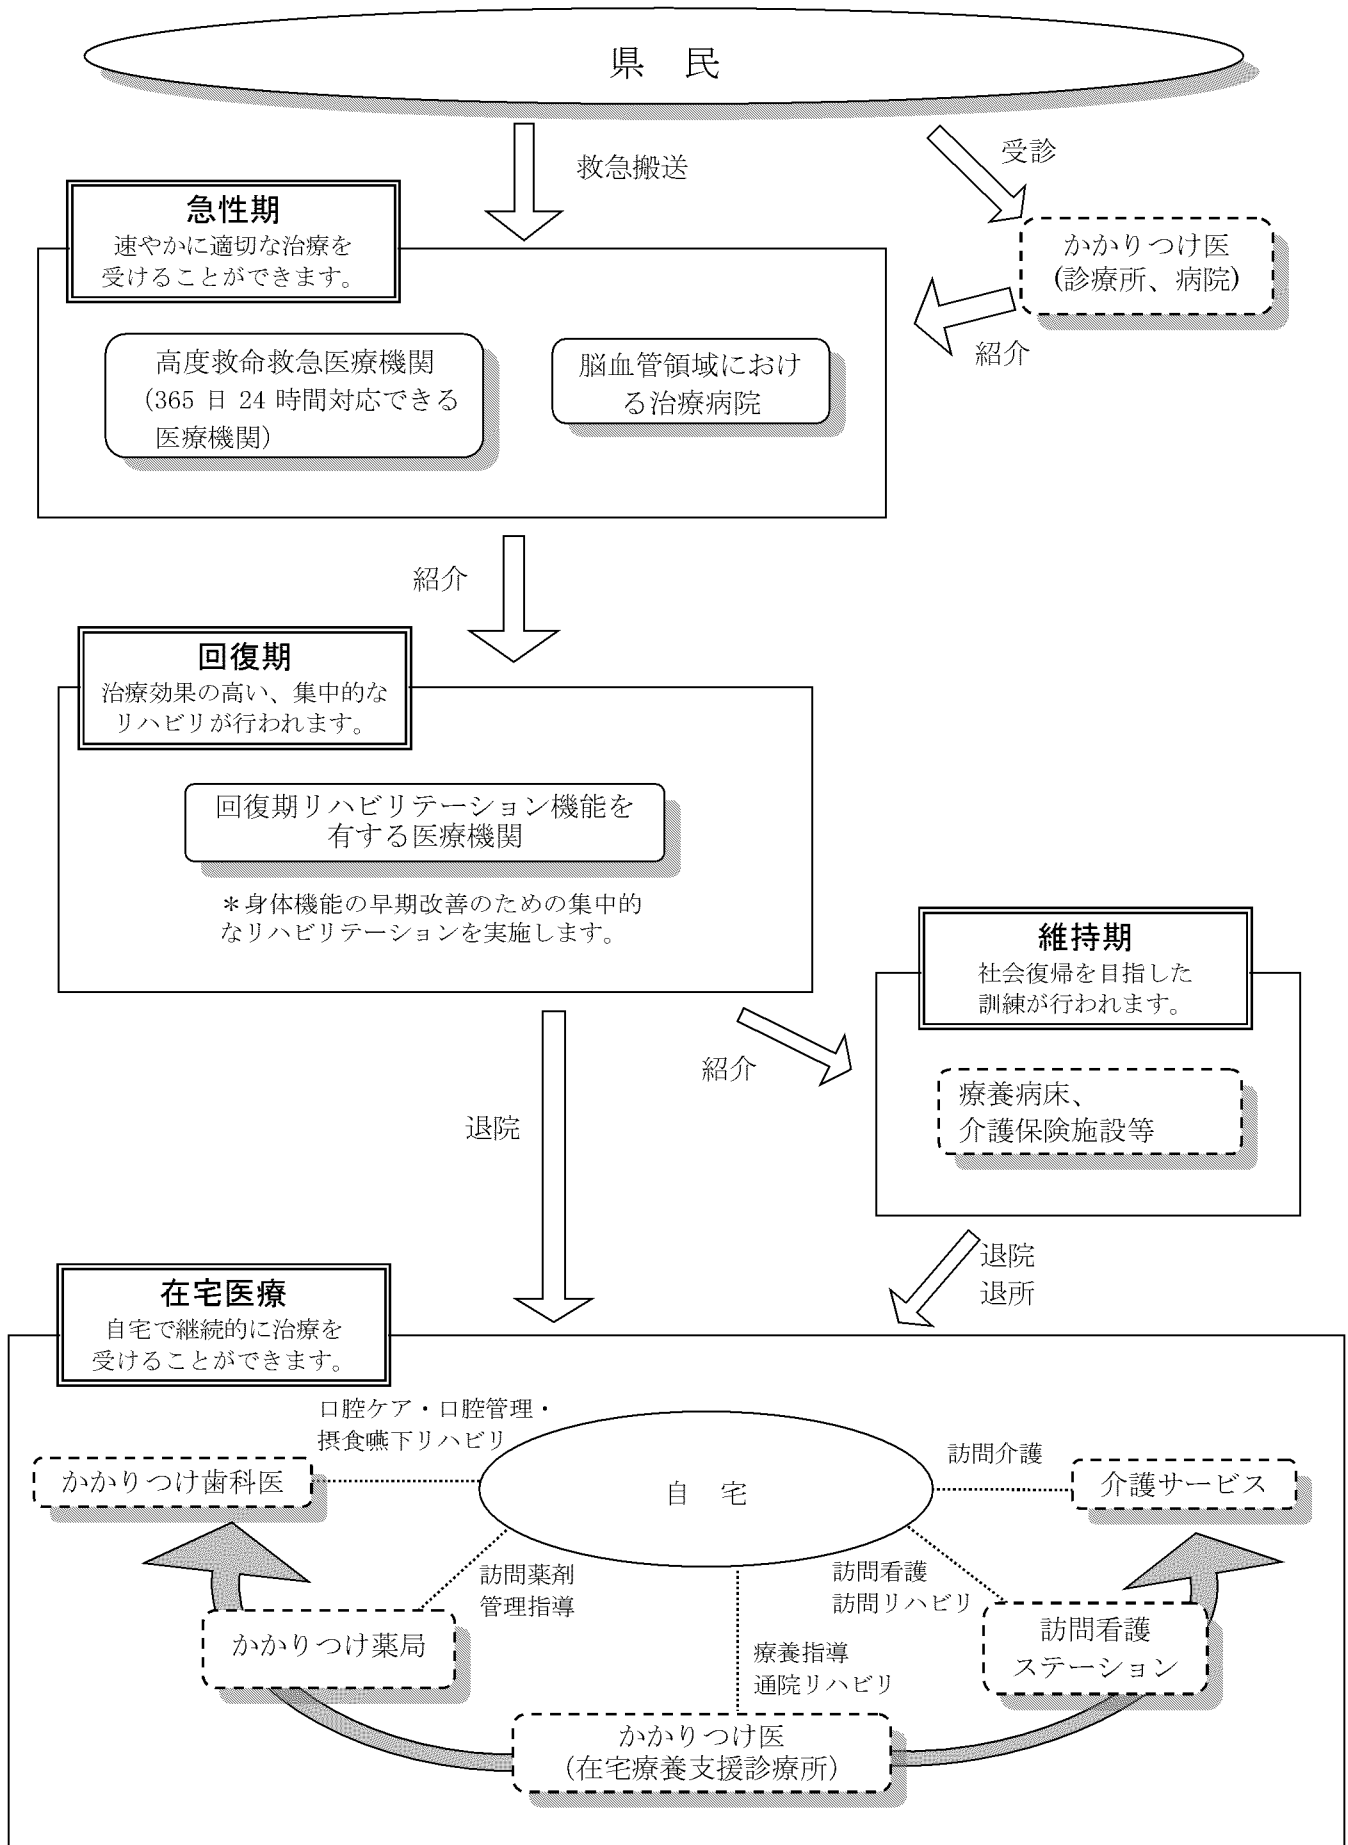 県　民
救急搬送
受診
急性期
速やかに適切な治療を
受けることができます。
かかりつけ医
(診療所、病院)
紹介
高度救命救急医療機関
(365 日 24 時間対応できる
医療機関)
脳血管領域におけ
る治療病院
紹介
回復期
治療効果の高い、集中的な
リハビリが行われます。
回復期リハビリテーション機能を
有する医療機関
＊身体機能の早期改善のための集中的
なリハビリテーションを実施します。
維持期
社会復帰を目指した
訓練が行われます。
紹介
療養病床、
介護保険施設等
退院
退院
退所
在宅医療
自宅で継続的に治療を
受けることができます。
口腔ケア・口腔管理・
摂食嚥下リハビリ
かかりつけ歯科医
自　宅
訪問介護
介護サービス
訪問薬剤
管理指導
訪問看護
訪問リハビリ
かかりつけ薬局
療養指導
通院リハビリ
訪問看護
ステーション
かかりつけ医
(在宅療養支援診療所)